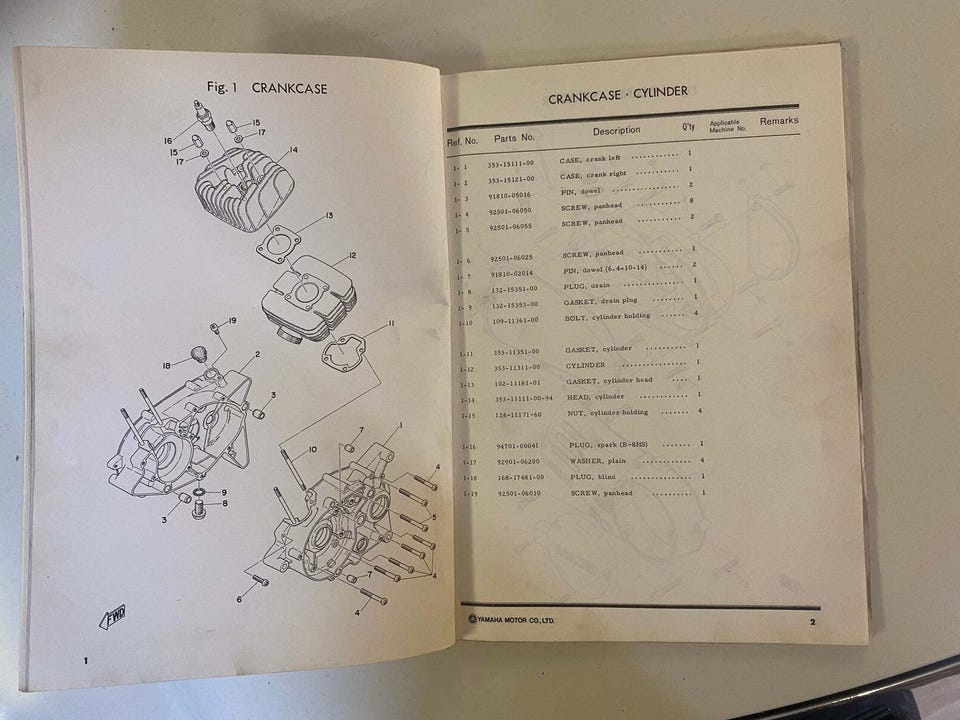 Fig. 1 CRANKCASE
15
16
17
15
17
14
13
12
19
11
18
2
3
7
1
10
4
9
3
8
5
7
4
6
4
FWD
1
CRANKCASE · CYLINDER
Ref. No. Parts No. Description Q'ty Applicable Machine No. Remarks
1- 1 353-15111-00 CASE, crank left ············ 1
1- 2 353-15121-00 CASE, crank right ··········· 1
1- 3 91810-05016 PIN, dowel ·············· 2
1- 4 92501-06050 SCREW, panhead ··········· 8
1- 5 92501-06055 SCREW, panhead ··········· 2
1- 6 92501-06025 SCREW, panhead ··········· 1
1- 7 91810-02014 PIN, dowel (6.4-10-14) ······ 2
1- 8 132-15351-00 PLUG, drain ·············· 1
1- 9 132-15353-00 GASKET, drain plug ········ 1
1-10 109-11361-00 BOLT, cylinder holding ······ 4
1-11 353-11351-00 GASKET, cylinder ·········· 1
1-12 353-11311-00 CYLINDER ················ 1
1-13 102-11181-01 GASKET, cylinder head ···· 1
1-14 353-11111-00-94 HEAD, cylinder ············ 1
1-15 126-11171-60 NUT, cylinder holding ········ 4
1-16 94701-00041 PLUG, spark (B-8HS) ······· 1
1-17 92901-06200 WASHER, plain ············ 4
1-18 168-17481-00 PLUG, blind ·············· 1
1-19 92501-06010 SCREW, panhead ·········· 1
YAMAHA MOTOR CO., LTD.
2